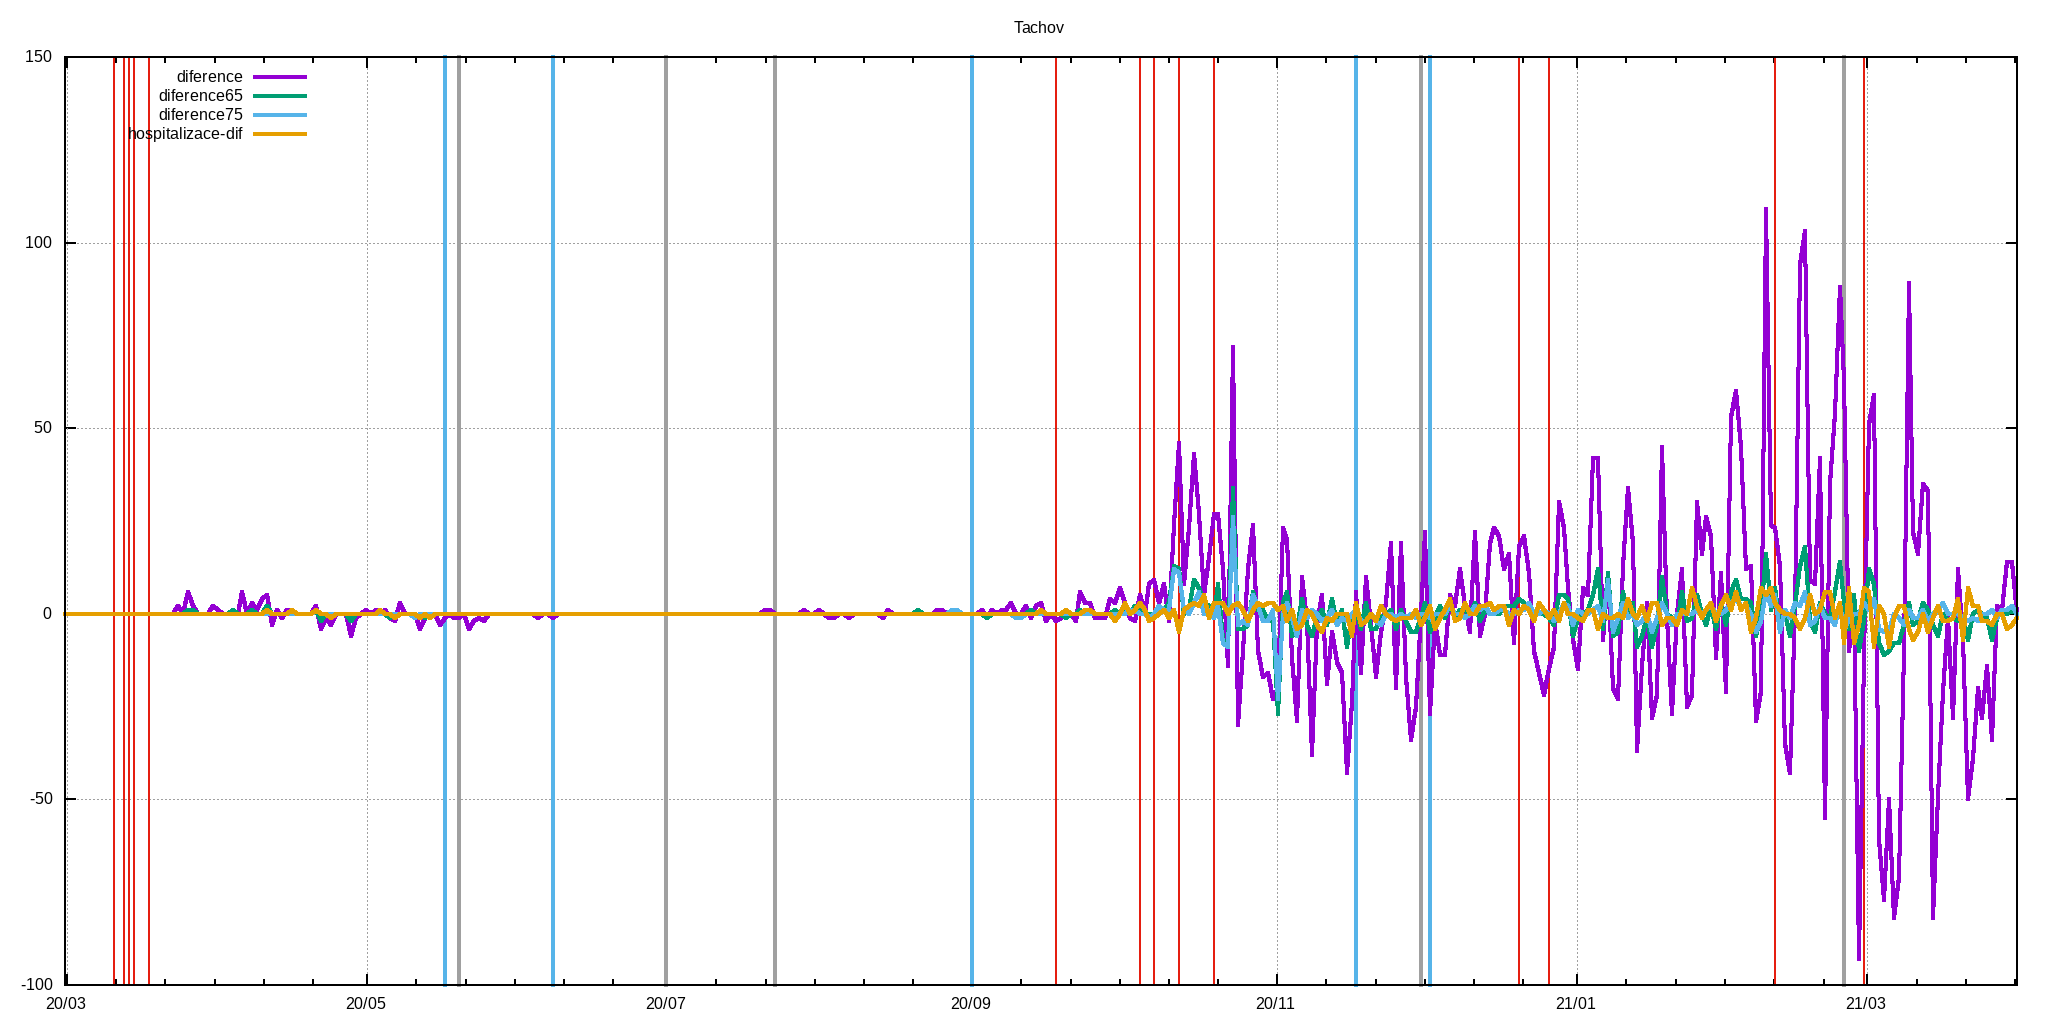 Tachov
150
diference
diference65
diference75
hospitalizace-dif
100
50
0
-50
-100
20/03 20/05 20/07 20/09 20/11 21/01 21/03